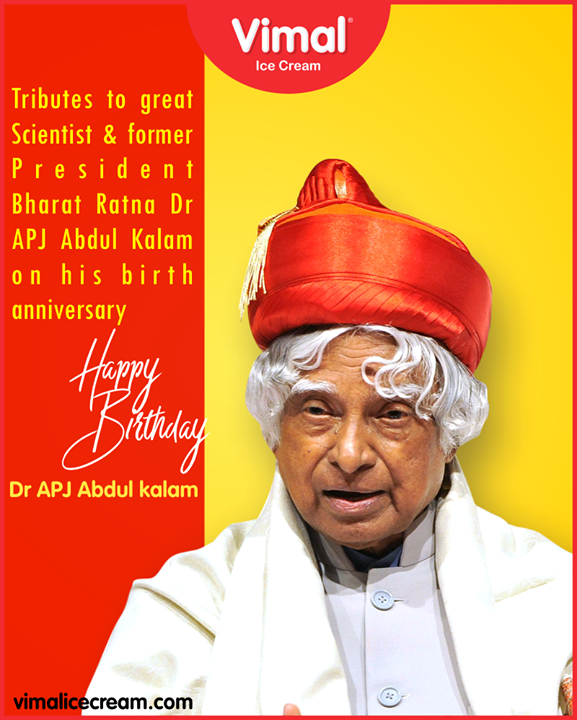 Vimal®
Ice Cream
Tributes to great
Scientist & former
President
Bharat Ratna Dr
APJ Abdul Kalam
on his birth
anniversary
Happy
Birthday
Dr APJ Abdul kalam
vimalicecream.com